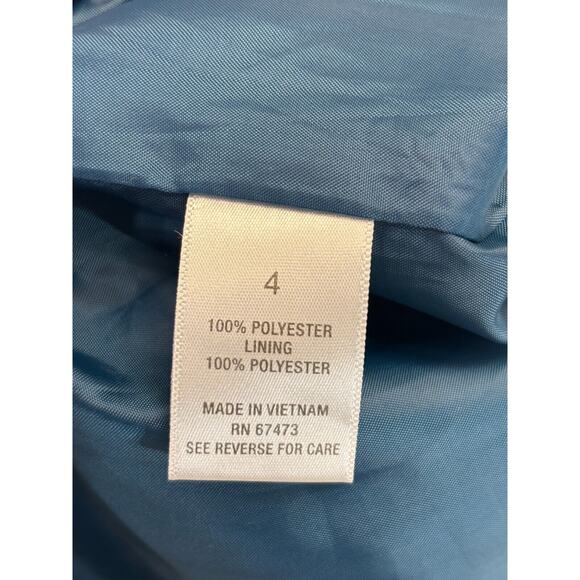 4
100% POLYESTER
LINING
100% POLYESTER
MADE IN VIETNAM
RN 67473
SEE REVERSE FOR CARE